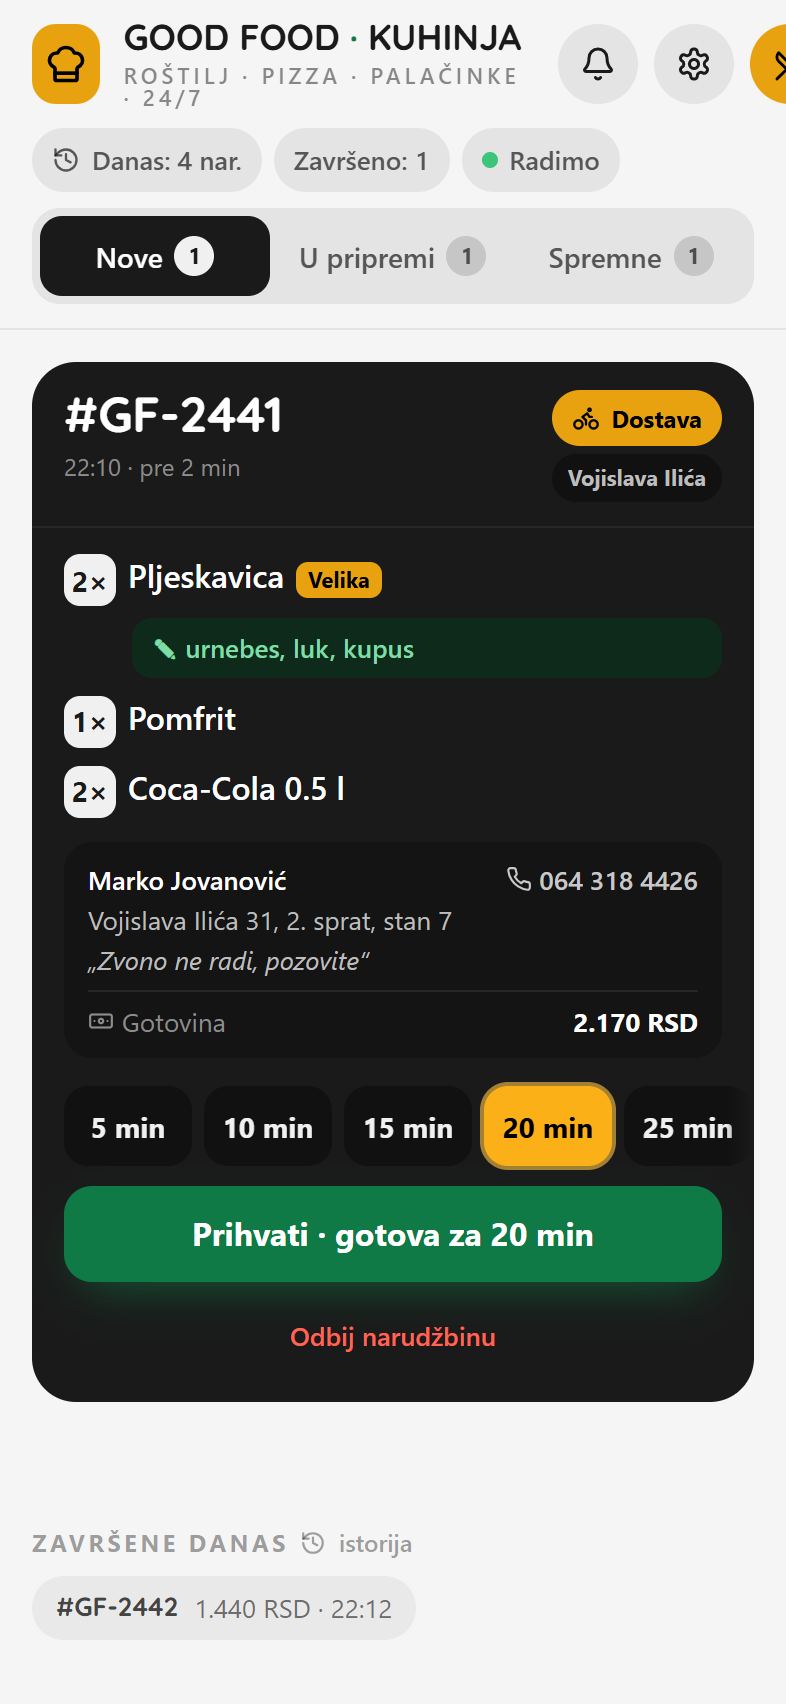 GOOD FOOD · KUHINJA
ROŠTILJ · PIZZA · PALAČINKE
· 24/7
Danas: 4 nar.
Završeno: 1
Radimo
Nove 1
U pripremi 1
Spremne 1
#GF-2441
Dostava
22:10 · pre 2 min
Vojislava Ilića
2× Pljeskavica Velika
urnebes, luk, kupus
1× Pomfrit
2× Coca-Cola 0.5 l
Marko Jovanović
064 318 4426
Vojislava Ilića 31, 2. sprat, stan 7
„Zvono ne radi, pozovite“
Gotovina
2.170 RSD
5 min
10 min
15 min
20 min
25 min
Prihvati · gotova za 20 min
Odbij narudžbinu
ZAVRŠENE DANAS istorija
#GF-2442 1.440 RSD · 22:12